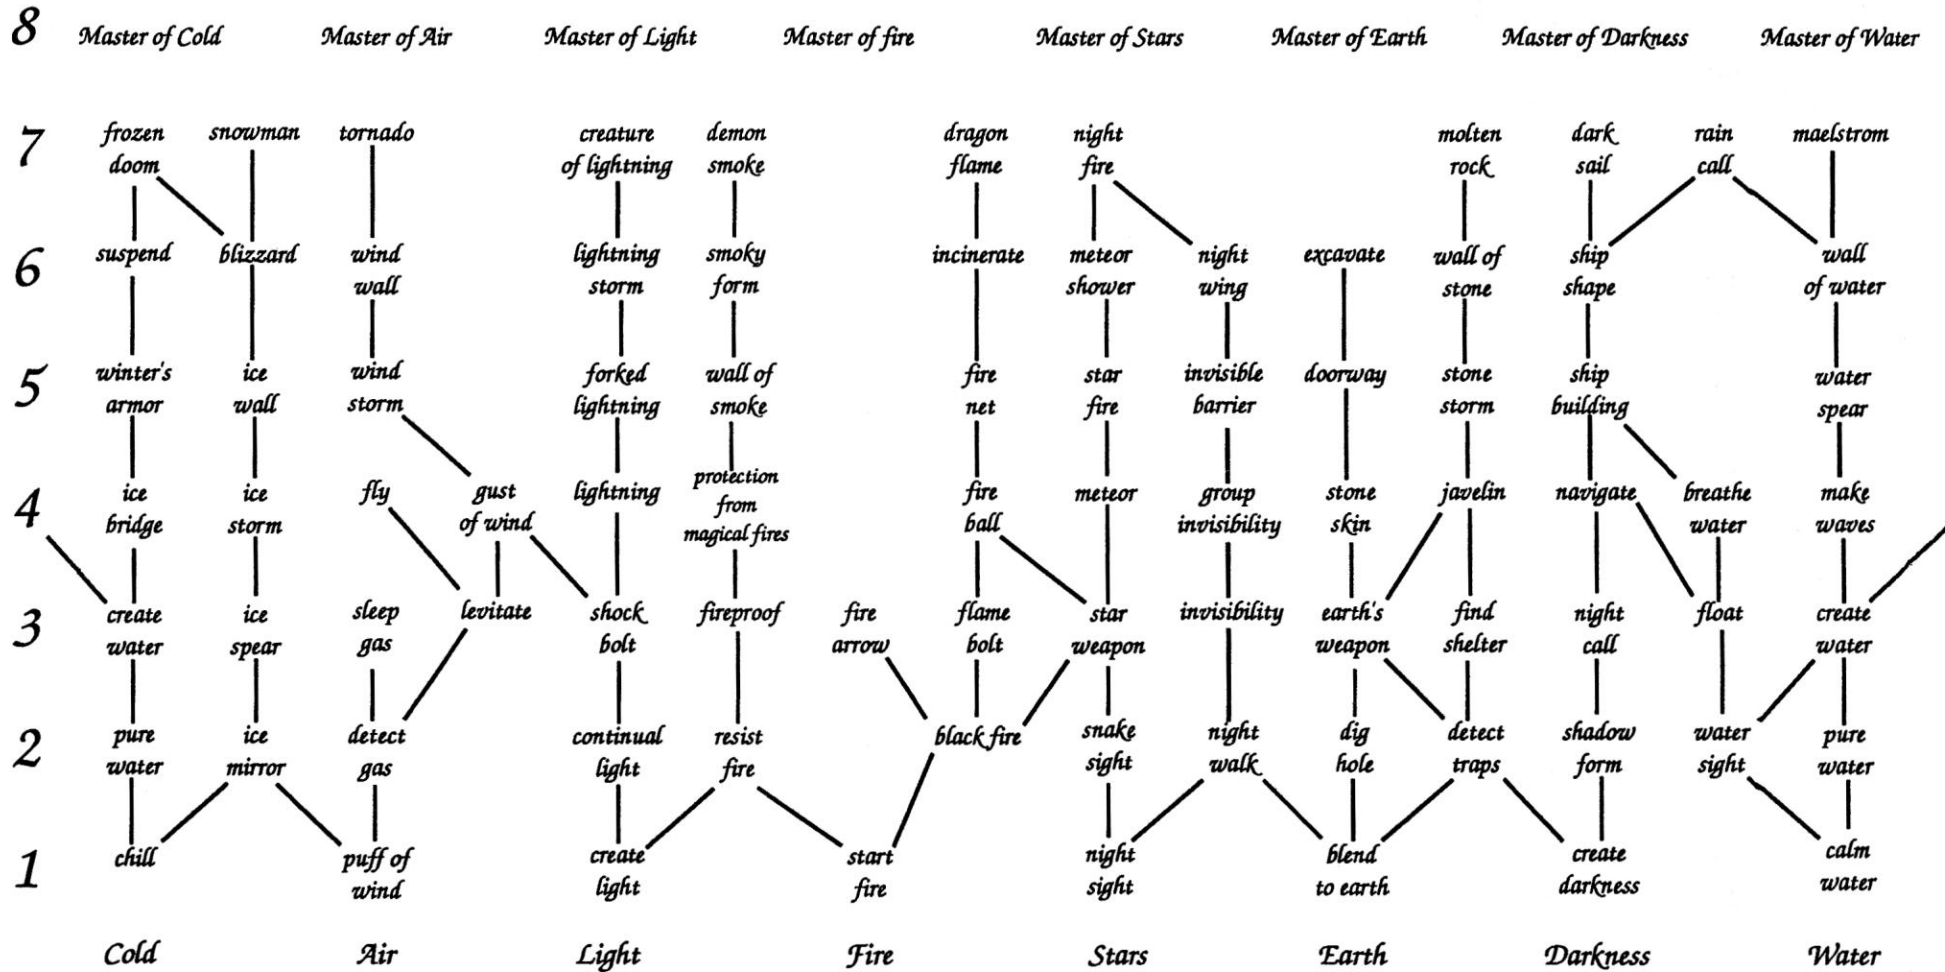 8 Master of Cold Master of Air Master of Light Master of fire Master of Stars Master of Earth Master of Darkness Master of Water
7 frozen snowman tornado creature demon dragon night molten dark rain maelstrom
doom of lightning smoke flame fire rock sail call
6 suspend blizzard wind lightning smoky incinerate meteor night excavate wall of ship wall
wall storm form shower wing stone shape of water
5 winter's ice wind forked wall of fire star invisible doorway stone ship water
armor wall storm lightning smoke net fire barrier storm building spear
protection
4 ice ice fly gust lightning from fire meteor group stone javelin navigate breathe make
bridge storm of wind magical fires ball invisibility skin water waves
3 create ice sleep levitate shock fireproof fire flame star invisibility earth's find night float create
water spear gas bolt arrow bolt weapon weapon shelter call water
2 pure ice detect continual resist black fire snake night dig detect shadow water pure
water mirror gas light fire sight walk hole traps form sight water
1 chill puff of create start night blend create calm
wind light fire sight to earth darkness water
Cold Air Light Fire Stars Earth Darkness Water